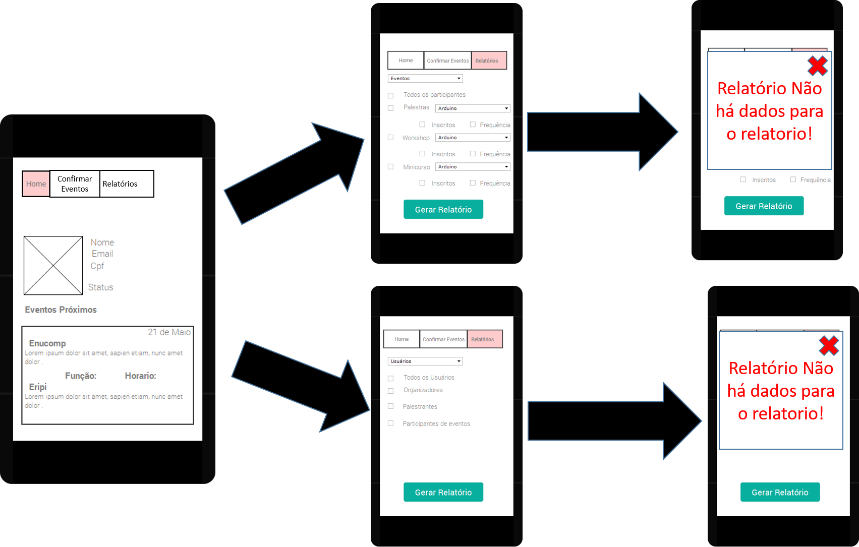 Home
Confirmar
Eventos
Relatórios
Nome
Email
Cpf
Status
Eventos Próximos
21 de Maio
Enucomp
Lorem ipsum dolor sit amet, sapien etiam, nunc amet
dolor .
Função: Horario:
Eripi
Lorem ipsum dolor sit amet, sapien etiam, nunc amet
dolor .
Home Confirmar Eventos Relatórios
Eventos
Todos os participantes
Palestras Arduino
Inscritos Frequência
Workshop Arduino
Inscritos Frequência
Minicurso Arduino
Inscritos Frequência
Gerar Relatório
Relatório Não
há dados para
o relatorio!
Inscritos Frequência
Gerar Relatório
Home Confirmar Eventos Relatórios
Usuários
Todos os Usuários
Organizadores
Palestrantes
Participantes de eventos
Gerar Relatório
Relatório Não
há dados para
o relatorio!
Gerar Relatório